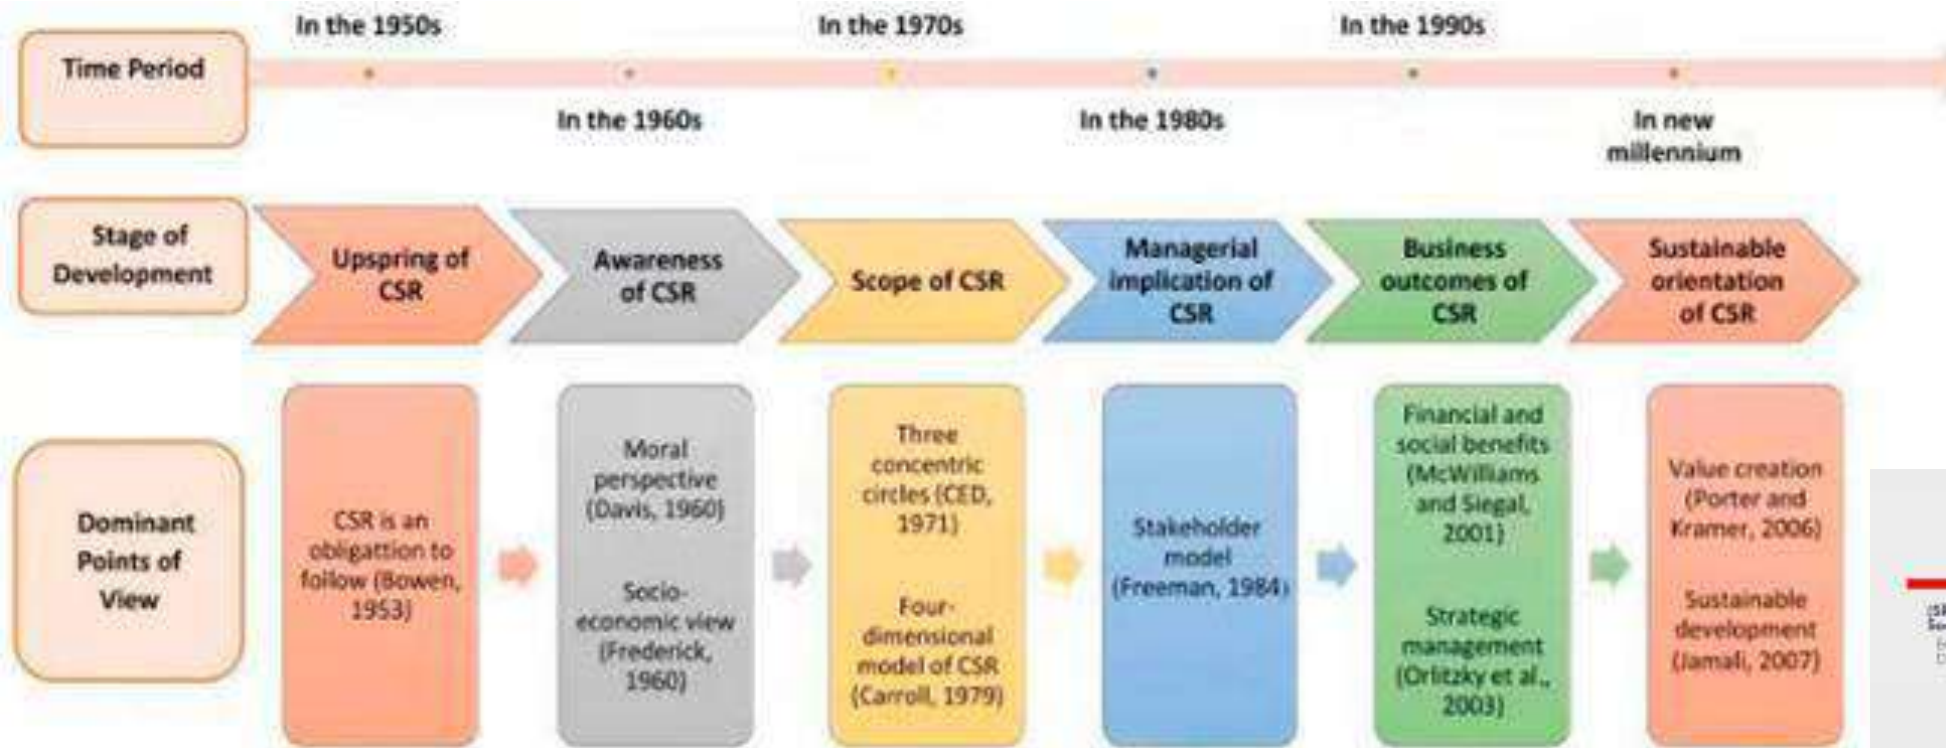 In the 1950s
In the 1970s
In the 1990s
Time Period
In the 1960s
In the 1980s
In new
millennium
Stage of
Development
Upspring of
CSR
Awareness
of CSR
Scope of CSR
Managerial
implication of
CSR
Business
outcomes of
CSR
Sustainable
orientation
of CSR
Dominant
Points of
View
CSR is an
obligattion to
follow (Bowen,
1953)
Moral
perspective
(Davis, 1960)
Socio-
economic view
(Frederick,
1960)
Three
concentric
circles (CED,
1971)
Four-
dimensional
model of CSR
(Carroll, 1979)
Stakeholder
model
(Freeman, 1984)
Financial and
social benefits
(McWilliams
and Siegal,
2001)
Strategic
management
(Orlitzky et al.,
2003)
Value creation
(Porter and
Kramer, 2006)
Sustainable
development
(Jamali, 2007)